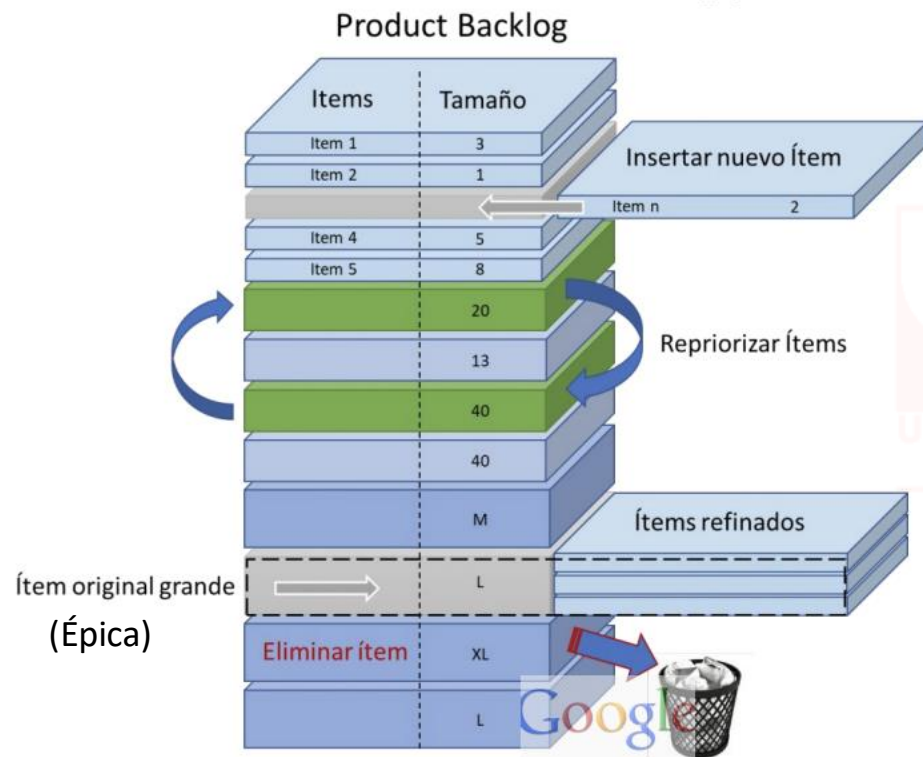 Product Backlog
Items Tamaño
Item 1 3
Item 2 1
Insertar nuevo Ítem
Item n 2
Item 4 5
Item 5 8
20
13
Repriorizar Ítems
40
40
M
Ítems refinados
Ítem original grande
L
(Épica)
Eliminar ítem XL
L
Google
U